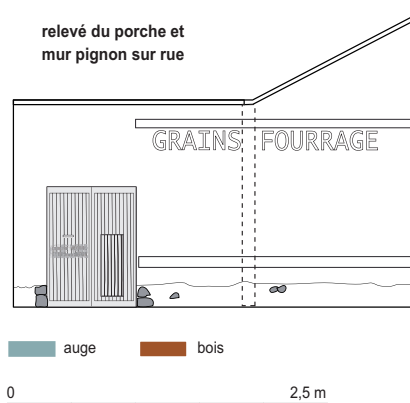 relevé du porche et
mur pignon sur rue
GRAINS FOURRAGE
auge bois
0 2,5 m